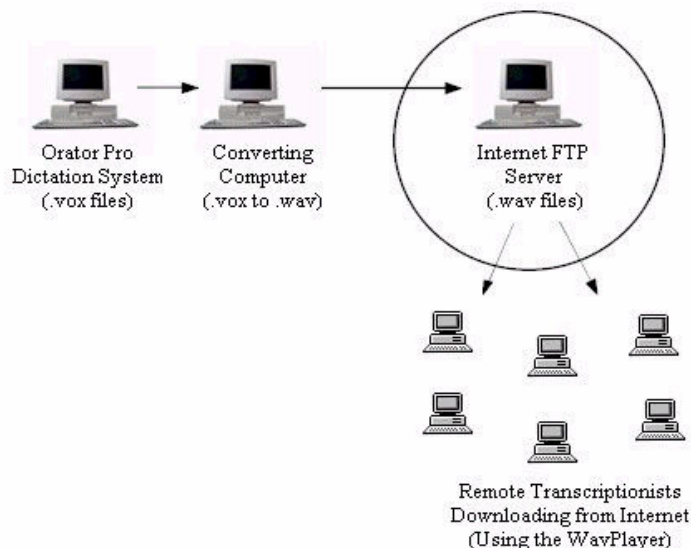 Orator Pro
Dictation System
(.vox files)
Converting
Computer
(.vox to .wav)
Internet FTP
Server
(.wav files)
Remote Transcriptionists
Downloading from Internet
(Using the WavPlayer)